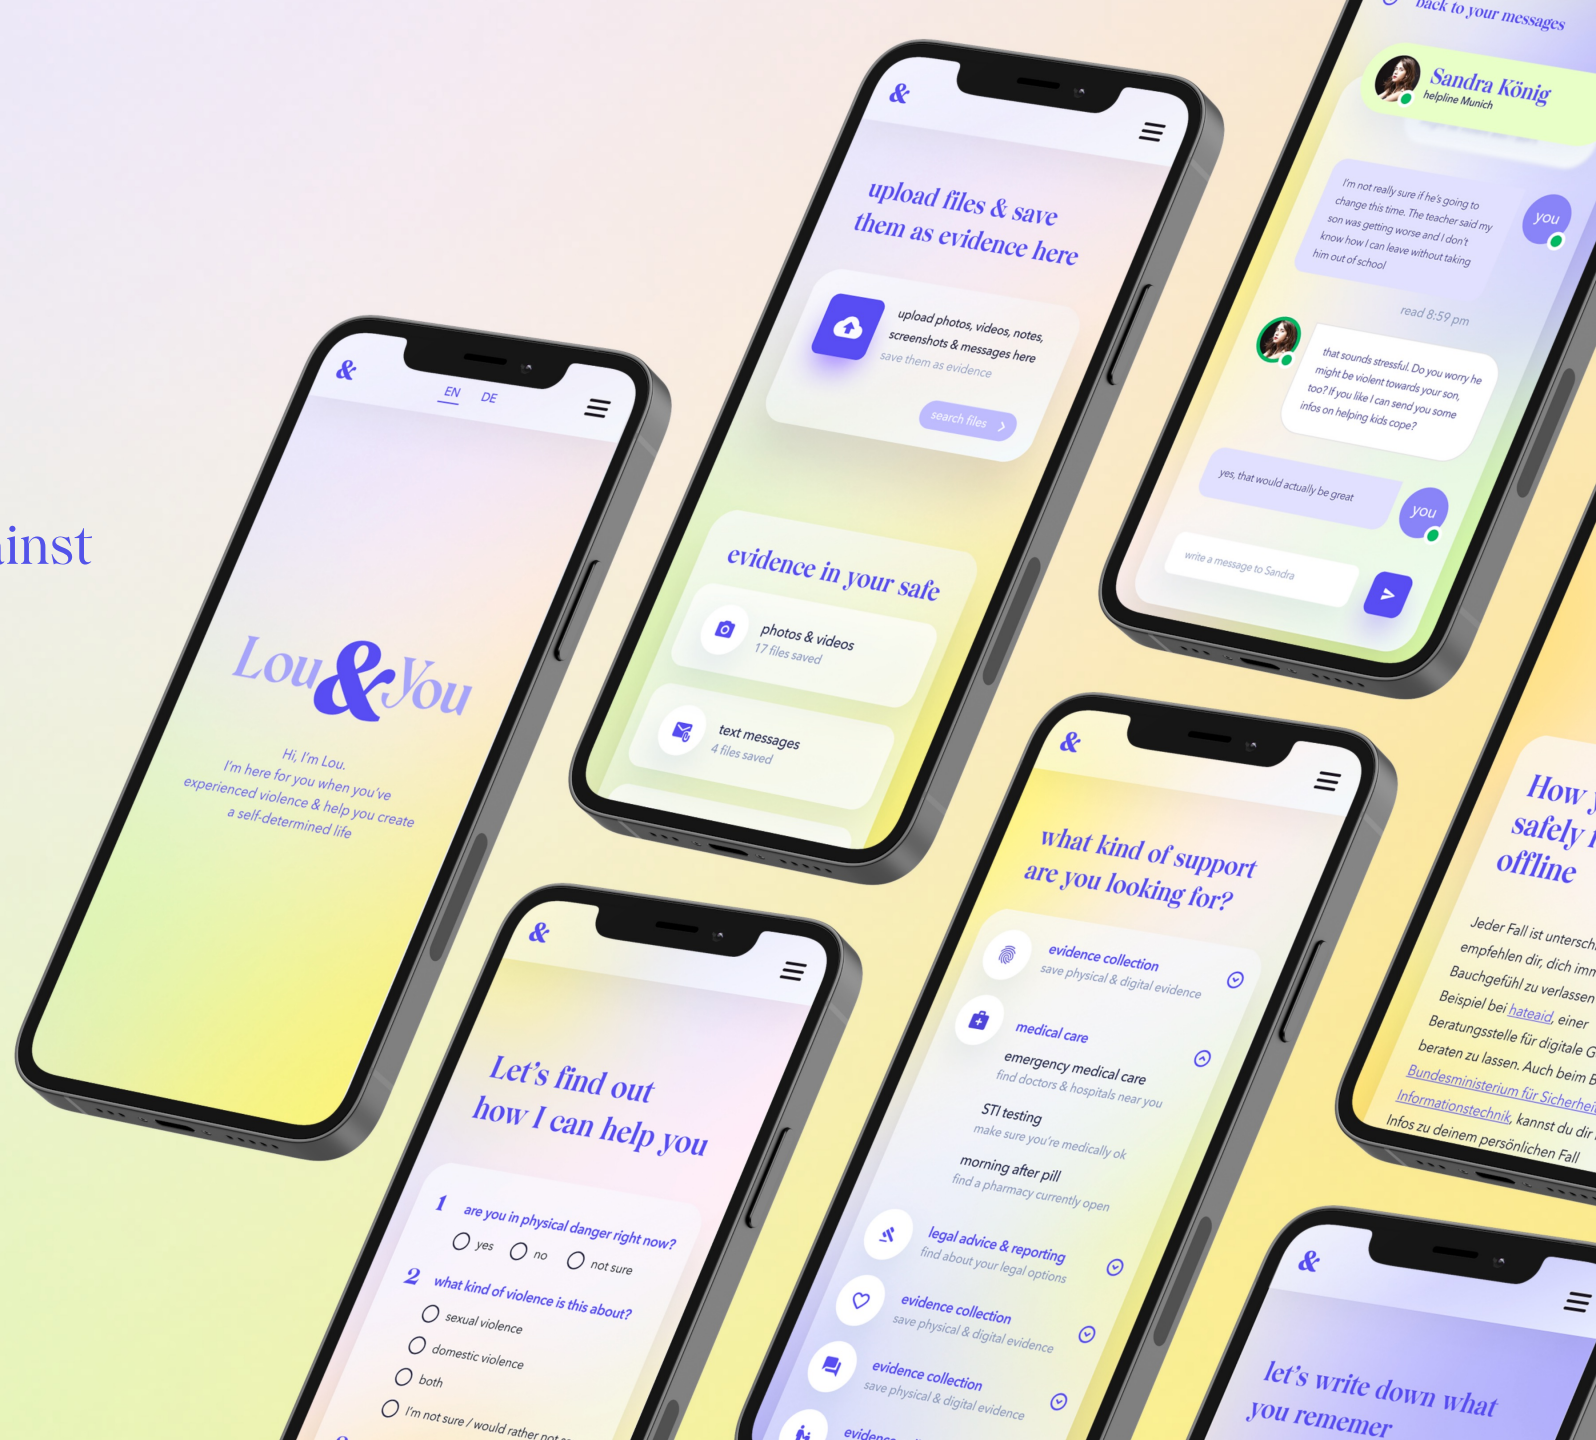 ainst
&
EN DE
Lou&You
Hi, I'm Lou.
I'm here for you when you've
experienced violence & help you create
a self-determined life
&
upload files & save
them as evidence here
upload photos, videos, notes,
screenshots & messages here
save them as evidence
search files
evidence in your safe
photos & videos
17 files saved
text messages
4 files saved
back to your messages
Sandra König
helpline Munich
I'm not really sure if he's going to
change this time. The teacher said my
son was getting worse and I don't
know how I can leave without taking
him out of school
you
read 8:59 pm
that sounds stressful. Do you worry he
might be violent towards your son,
too? If you like I can send you some
infos on helping kids cope?
yes, that would actually be great
you
write a message to Sandra
&
Let's find out
how I can help you
1 are you in physical danger right now?
yes no not sure
2 what kind of violence is this about?
sexual violence
domestic violence
both
I'm not sure / would rather not
&
what kind of support
are you looking for?
evidence collection
save physical & digital evidence
medical care
emergency medical care
find doctors & hospitals near you
STI testing
make sure you're medically ok
morning after pill
find a pharmacy currently open
legal advice & reporting
find about your legal options
evidence collection
save physical & digital evidence
evidence collection
save physical & digital evidence
How
safely
offline
Jeder Fall ist
empfehlen dir, dich
Bauchgefühl zu verlassen
Beispiel bei hateaid, einer
Beratungsstelle für digitale
beraten zu lassen. Auch beim
Bundesministerium für
Informationstechnik, kannst du dir
Infos zu deinem persönlichen Fall
&
let's write down what
you rememer